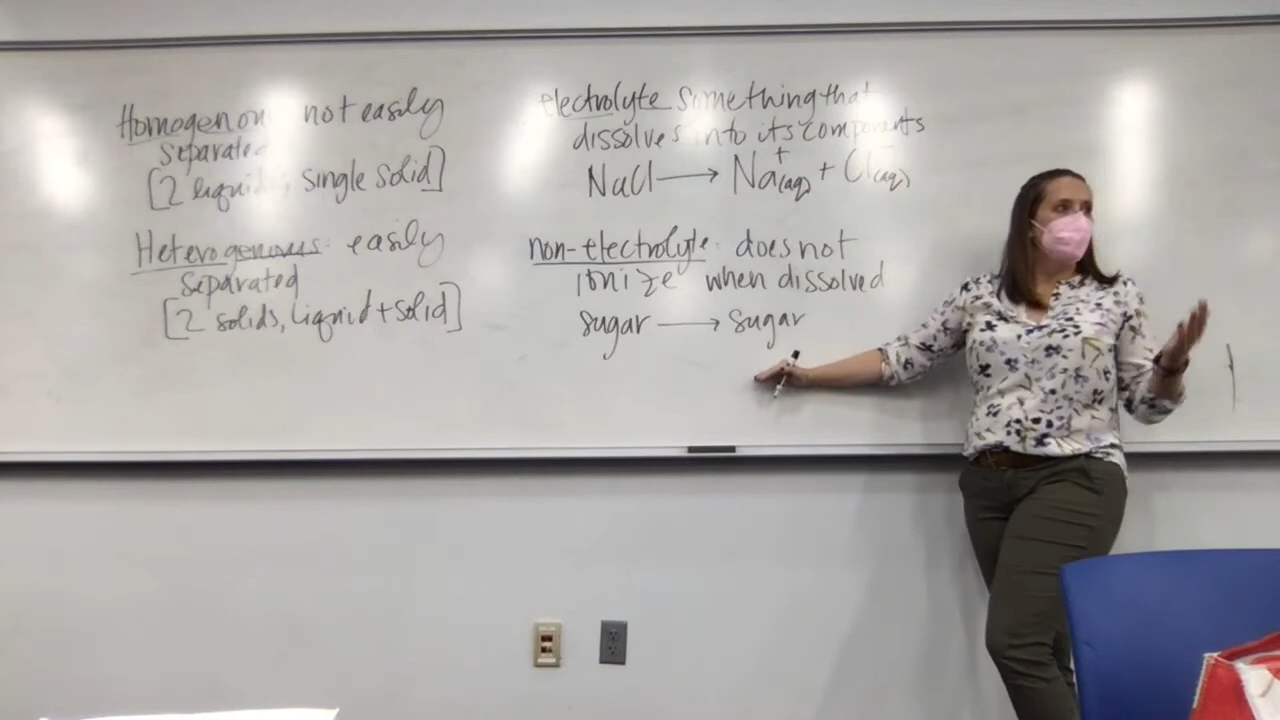 Homogenou not easily
separated
[2 liquids, single solid]
Heterogenous: easily
separated
[2 solids, liquid + solid]
electrolyte something that
dissolves into its components
NaCl → Na⁺(aq) + Cl⁻(aq)
non-electrolyte: does not
ionize when dissolved
sugar → sugar